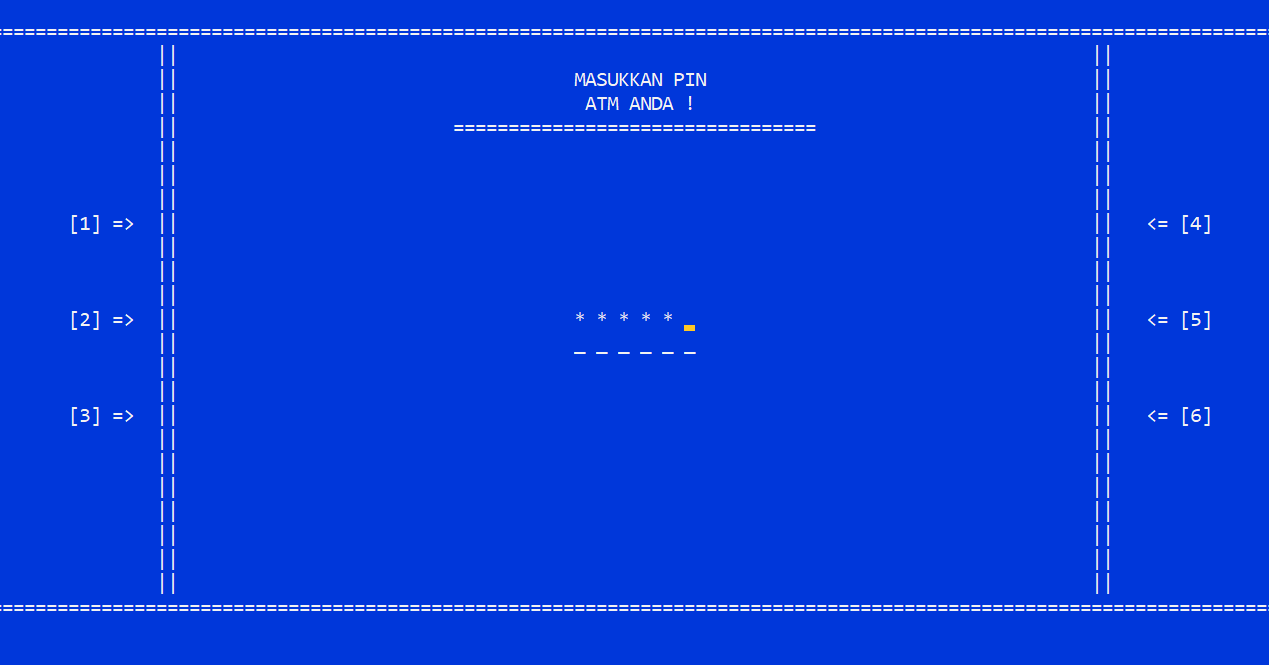 MASUKKAN PIN
ATM ANDA !
================================
[1] => <= [4]
[2] => * * * * * <= [5]
_ _ _ _ _ _
[3] => <= [6]